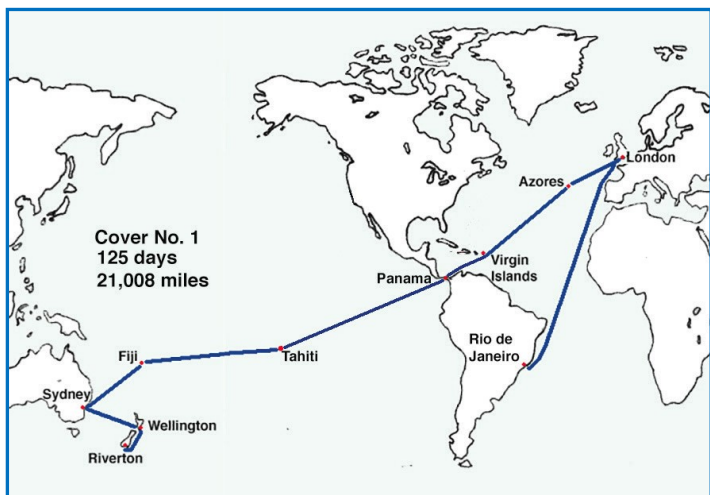 London
Azores
Cover No. 1
125 days
21,008 miles
Virgin
Islands
Panama
Rio de
Janeiro
Fiji
Tahiti
Sydney
Wellington
Riverton